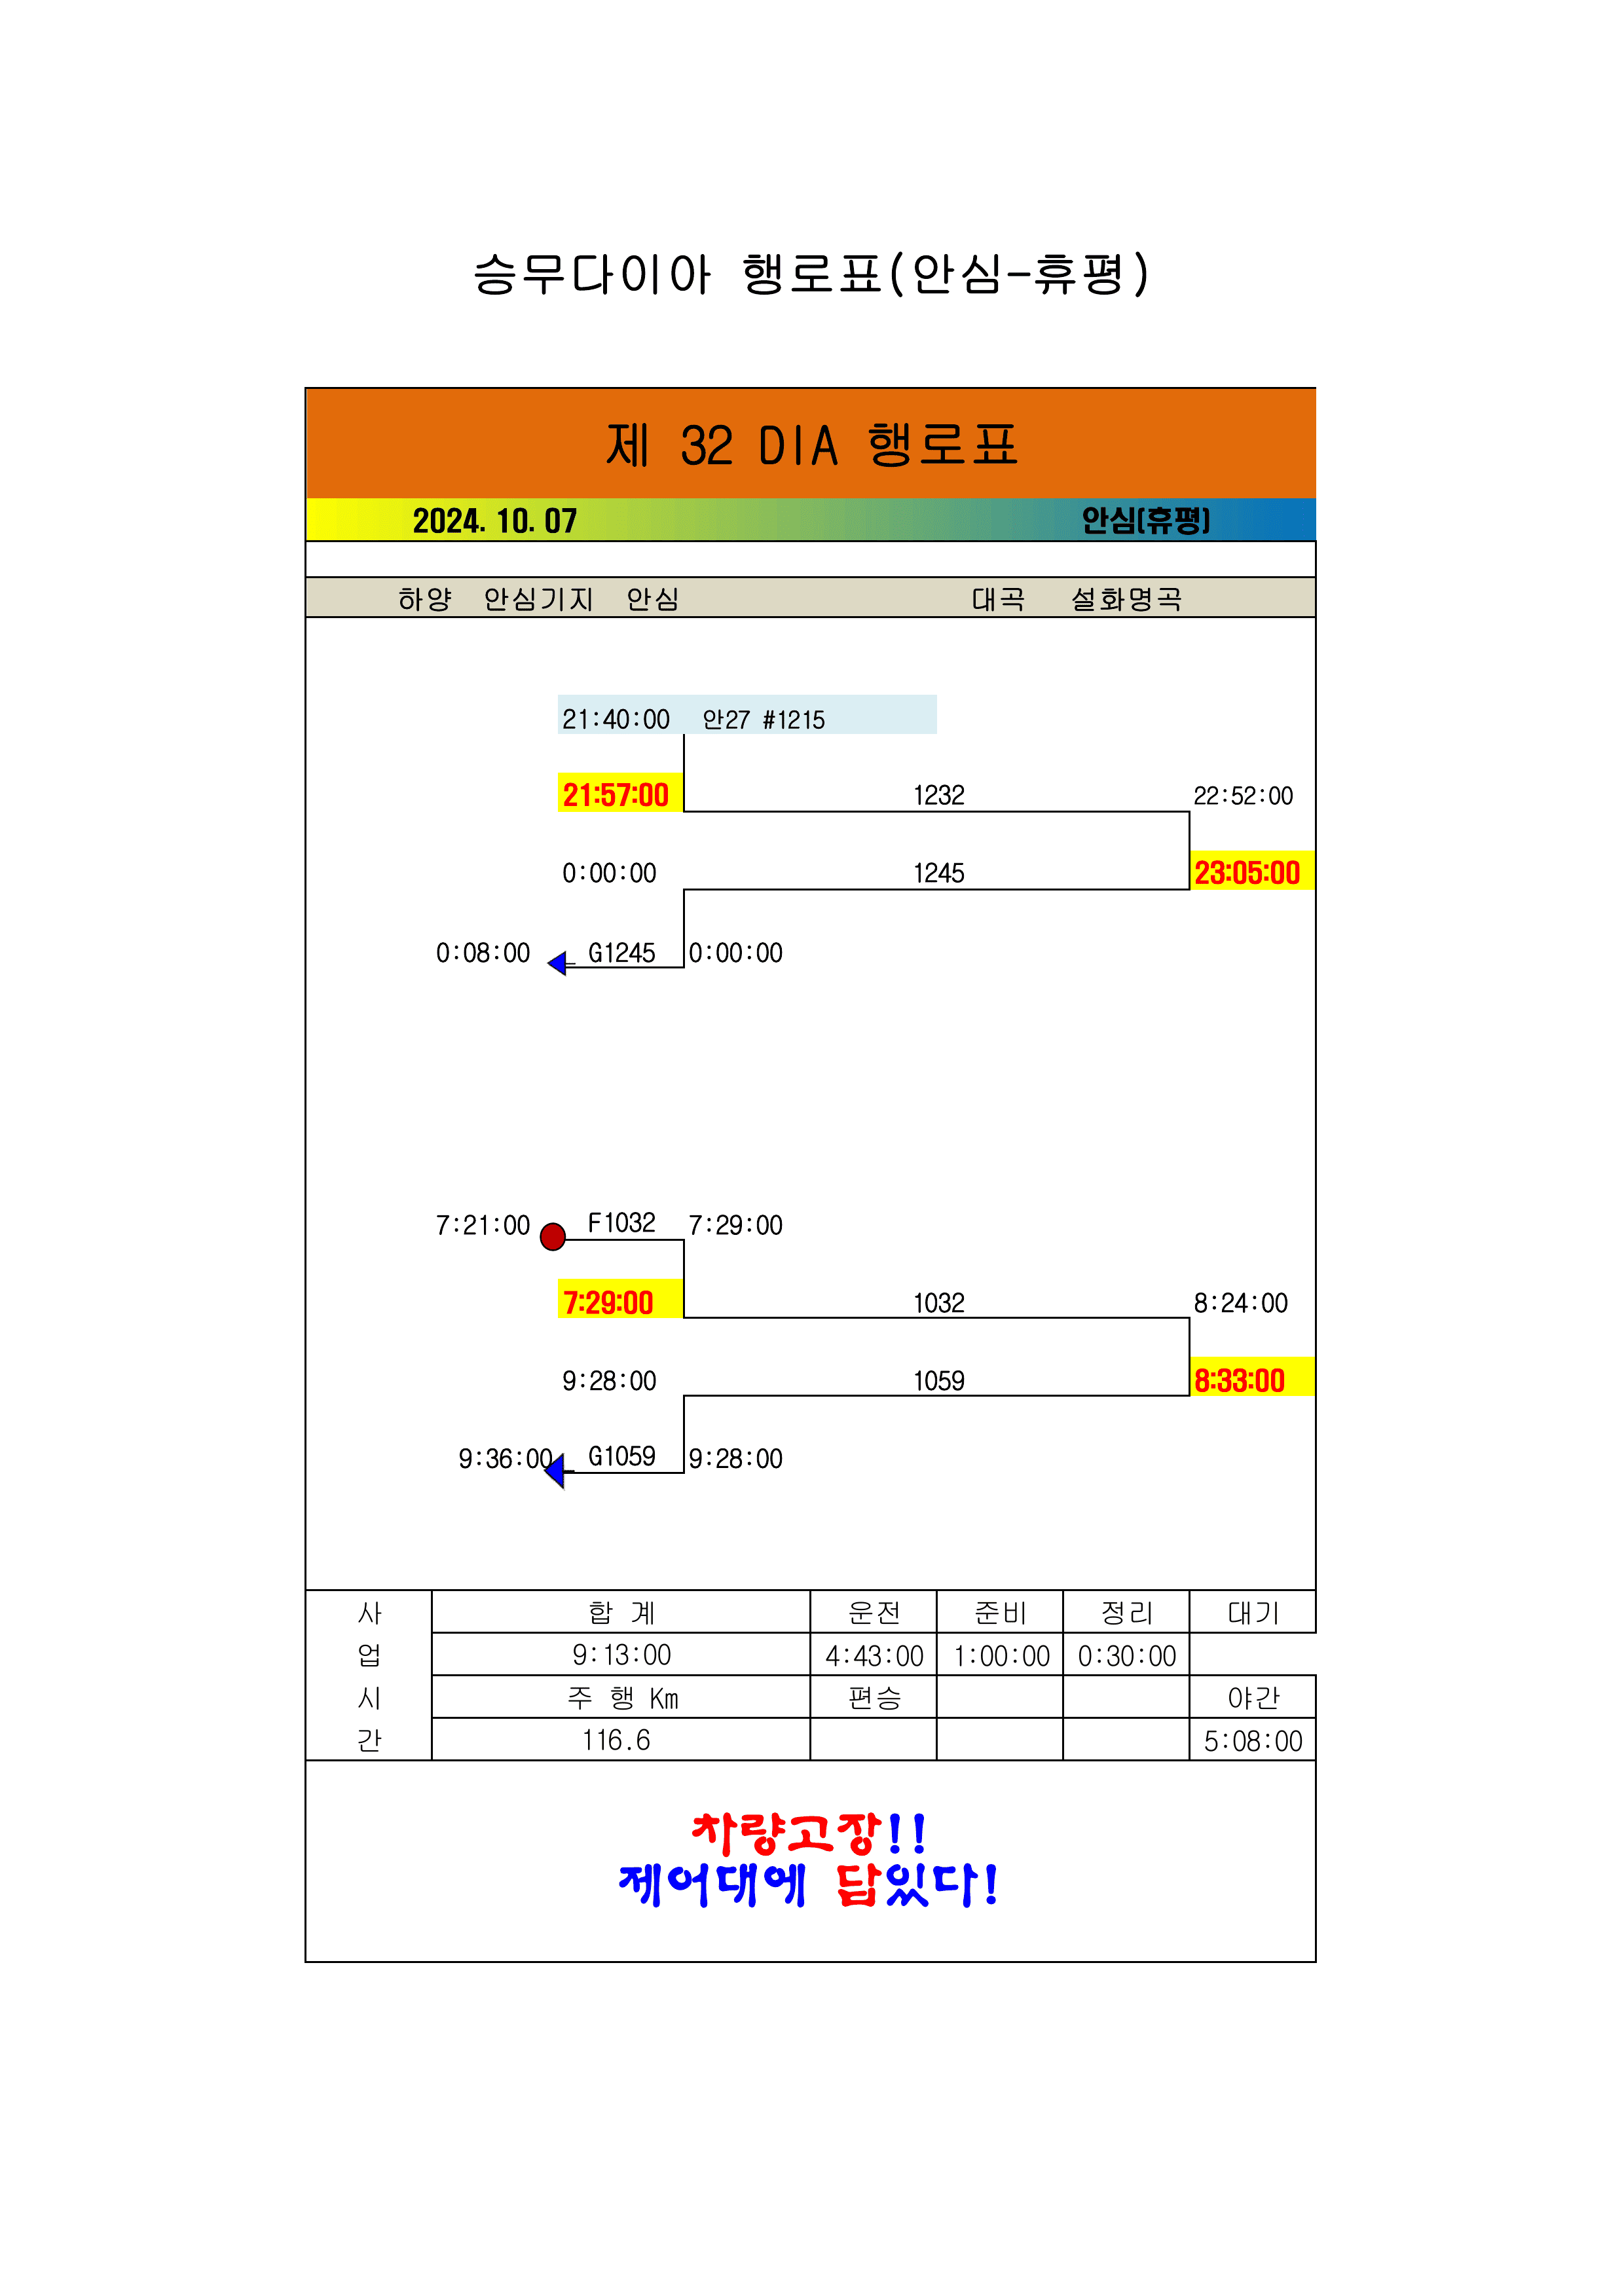 승무다이아 행로표(안심-휴평)
제 32 DIA 행로표
2024. 10. 07 안심(휴평)
하양 안심기지 안심 대곡 설화명곡
21:40:00 안27 #1215
21:57:00 1232 22:52:00
0:00:00 1245 23:05:00
0:08:00 G1245 0:00:00
7:21:00 F1032 7:29:00
7:29:00 1032 8:24:00
9:28:00 1059 8:33:00
9:36:00 G1059 9:28:00
사 합 계 운전 준비 정리 대기
업 9:13:00 4:43:00 1:00:00 0:30:00
시 주 행 Km 편승 야간
간 116.6 5:08:00
차량고장!!
제어대에 답있다!